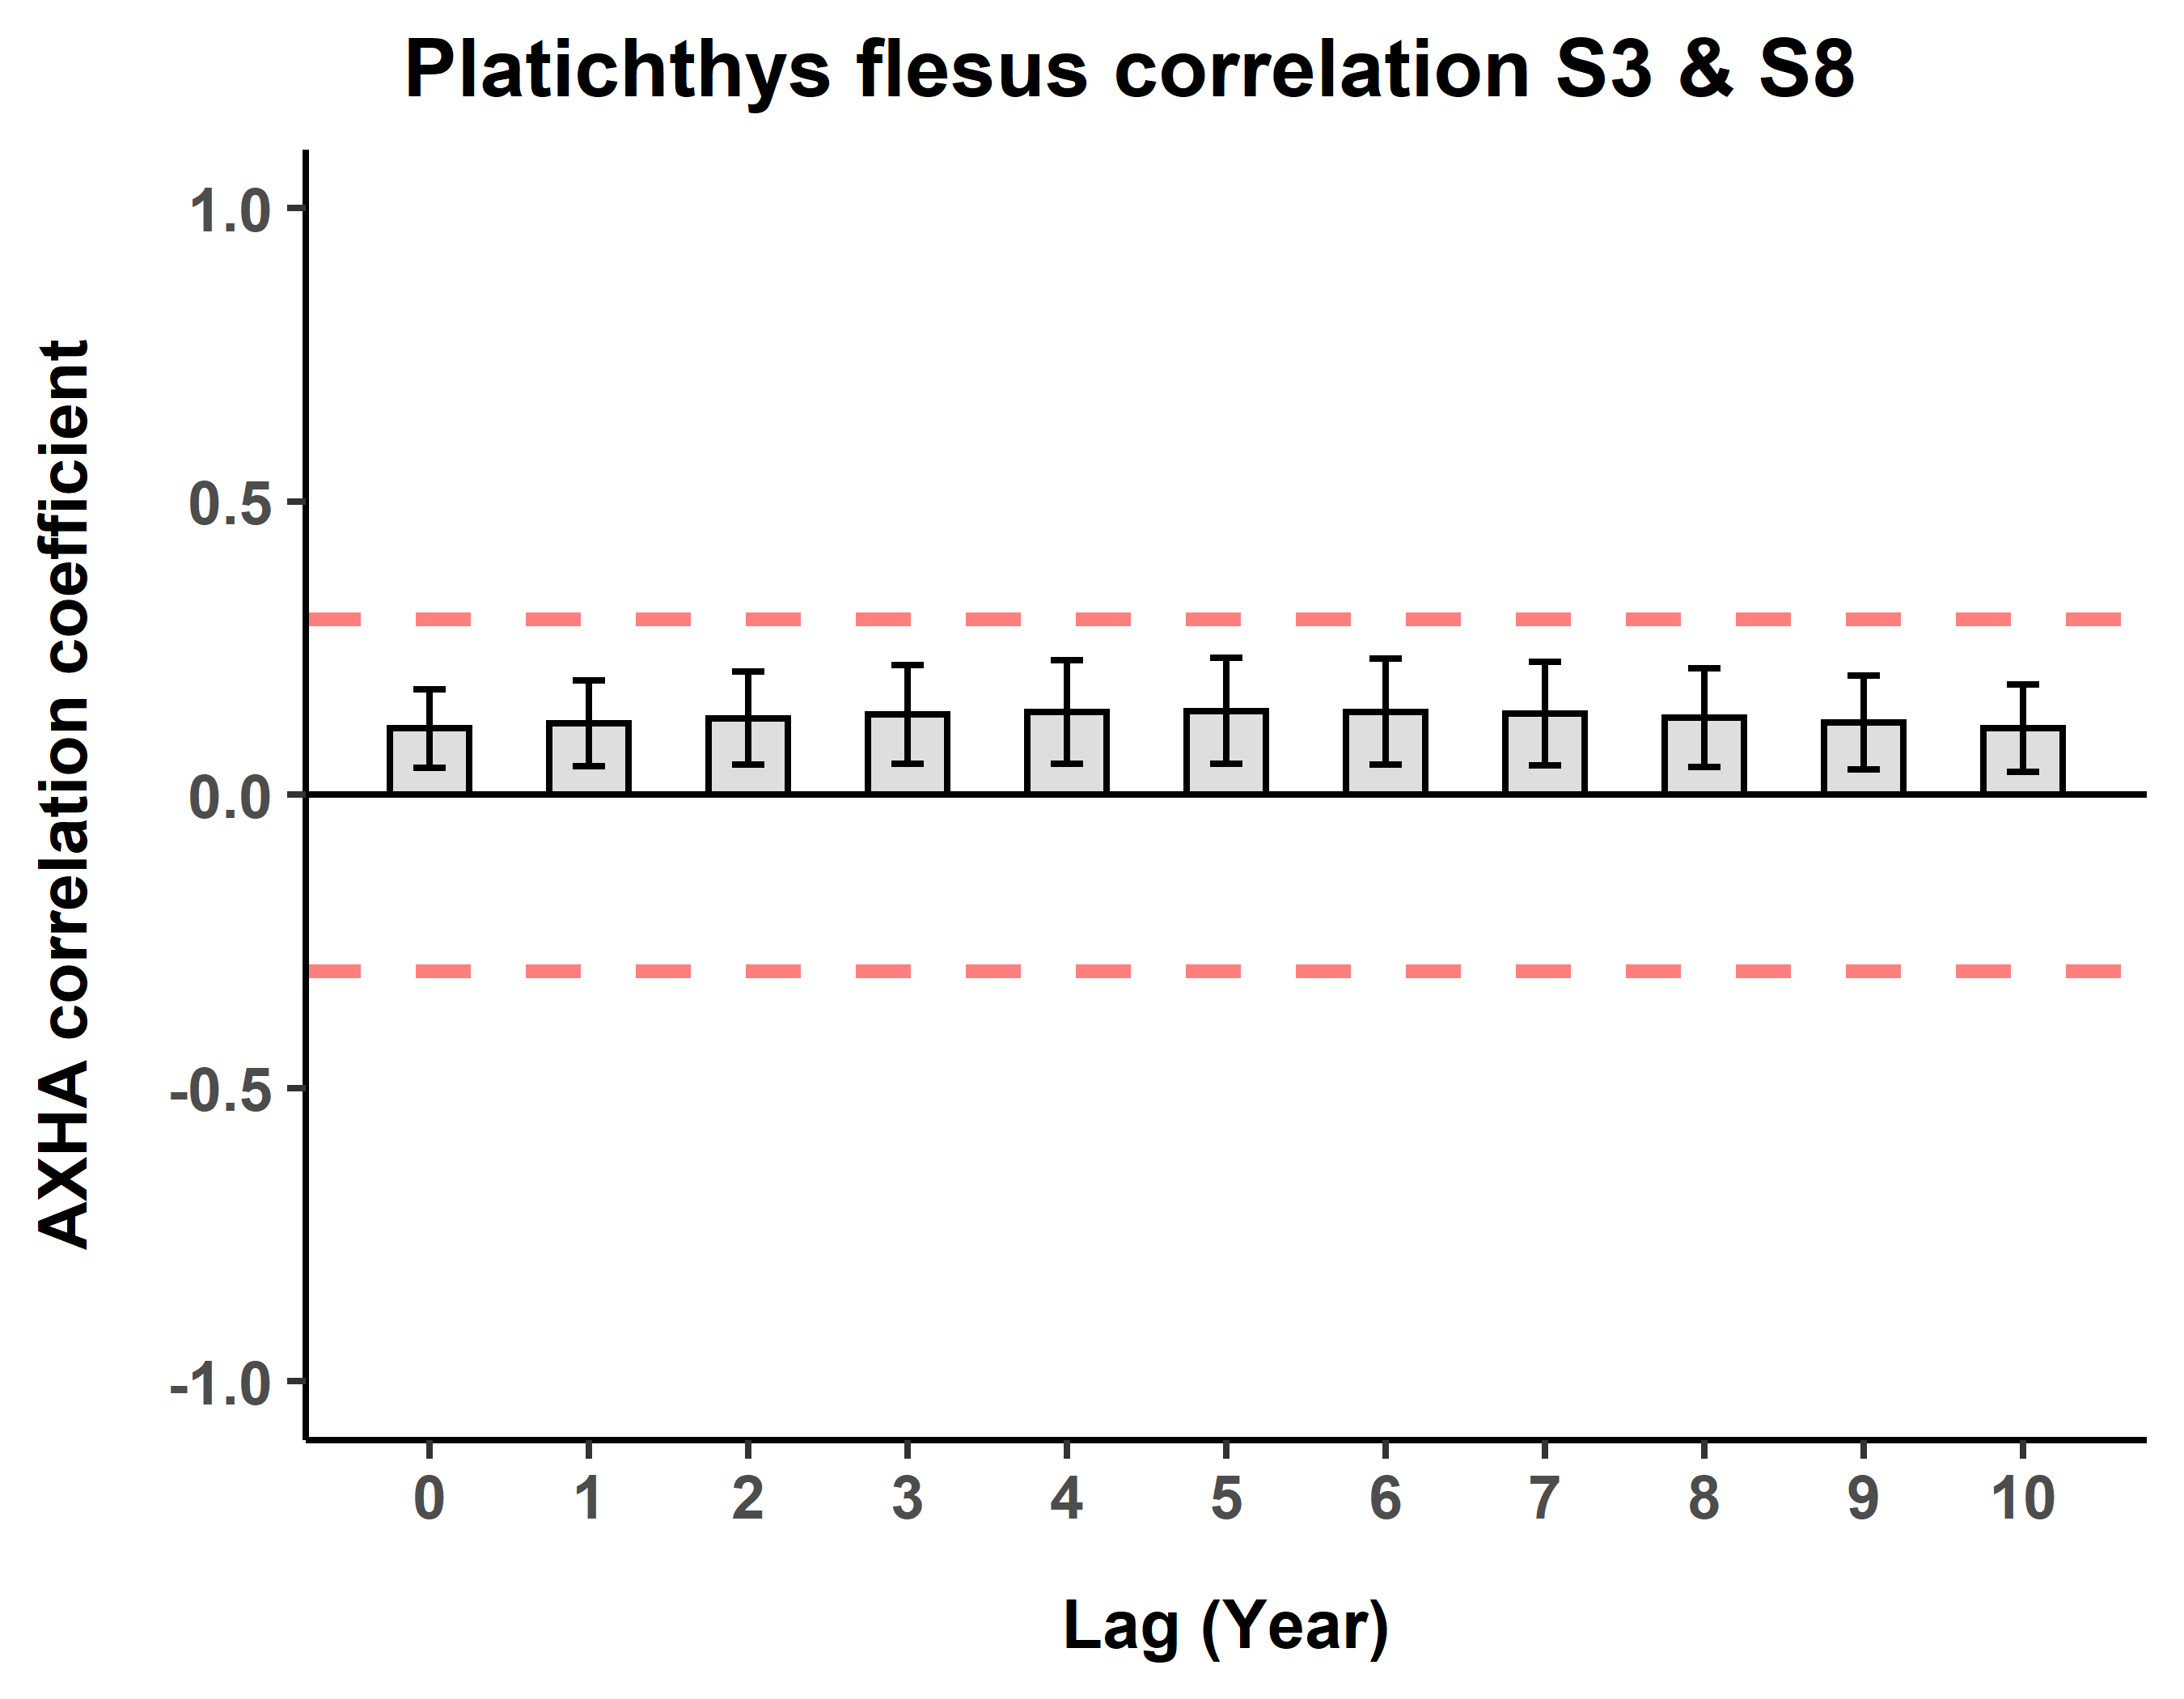 Platichthys flesus correlation S3 & S8
AXHA correlation coefficient
1.0
0.5
0.0
-0.5
-1.0
0 1 2 3 4 5 6 7 8 9 10
Lag (Year)